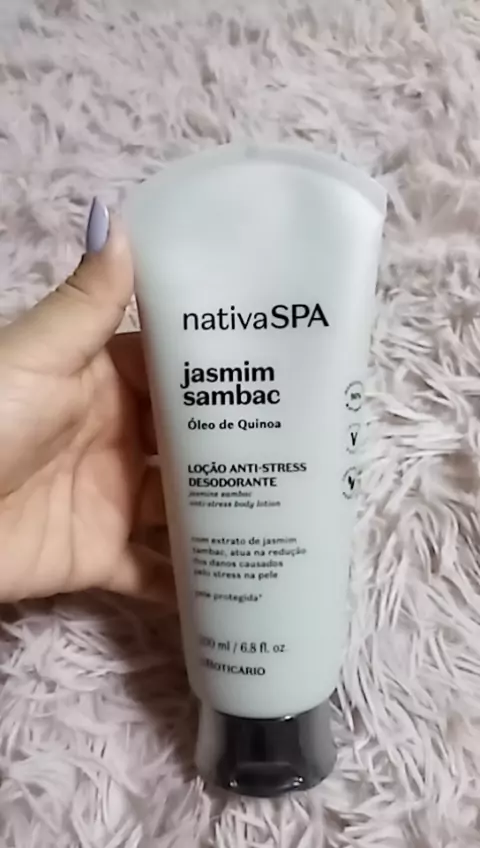 nativaSPA
jasmim
sambac
Óleo de Quinoa
LOÇÃO ANTI-STRESS
DESODORANTE
jasmine sambac
anti-stress body lotion
com extrato de jasmim
sambac, atua na redução
dos danos causados
pelo stress na pele
pele protegida*
200 ml / 6.8 fl. oz
O BOTICÁRIO